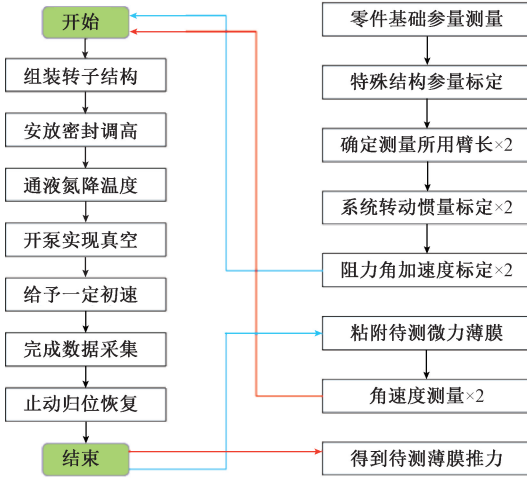 开始
组装转子结构
安放密封调高
通液氮降温度
开泵实现真空
给予一定初速
完成数据采集
止动归位恢复
结束
零件基础参量测量
特殊结构参量标定
确定测量所用臂长×2
系统转动惯量标定×2
阻力角加速度标定×2
粘附待测微力薄膜
角速度测量×2
得到待测薄膜推力